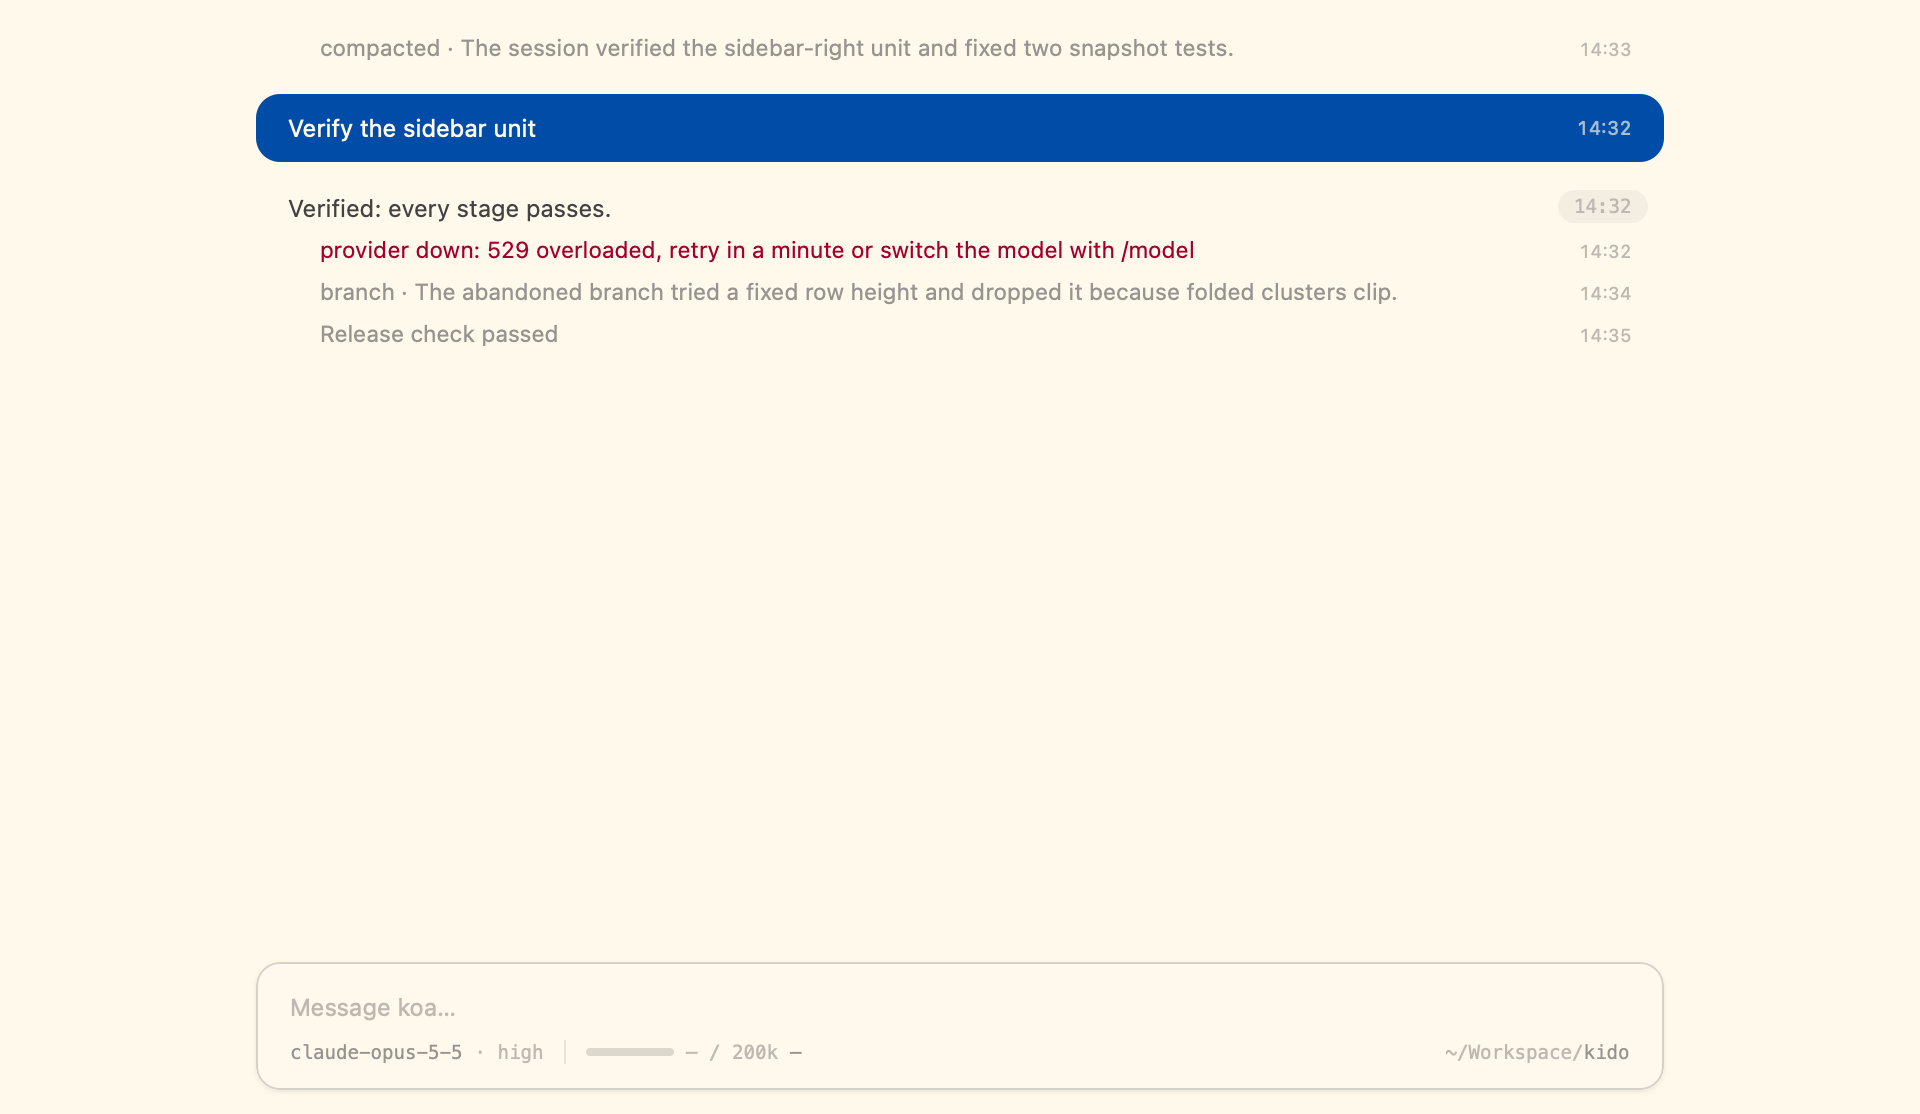 compacted · The session verified the sidebar-right unit and fixed two snapshot tests. 14:33
Verify the sidebar unit 14:32
Verified: every stage passes. 14:32
provider down: 529 overloaded, retry in a minute or switch the model with /model 14:32
branch · The abandoned branch tried a fixed row height and dropped it because folded clusters clip. 14:34
Release check passed 14:35
Message koa…
claude-opus-5-5 · high — / 200k — ~/Workspace/kido